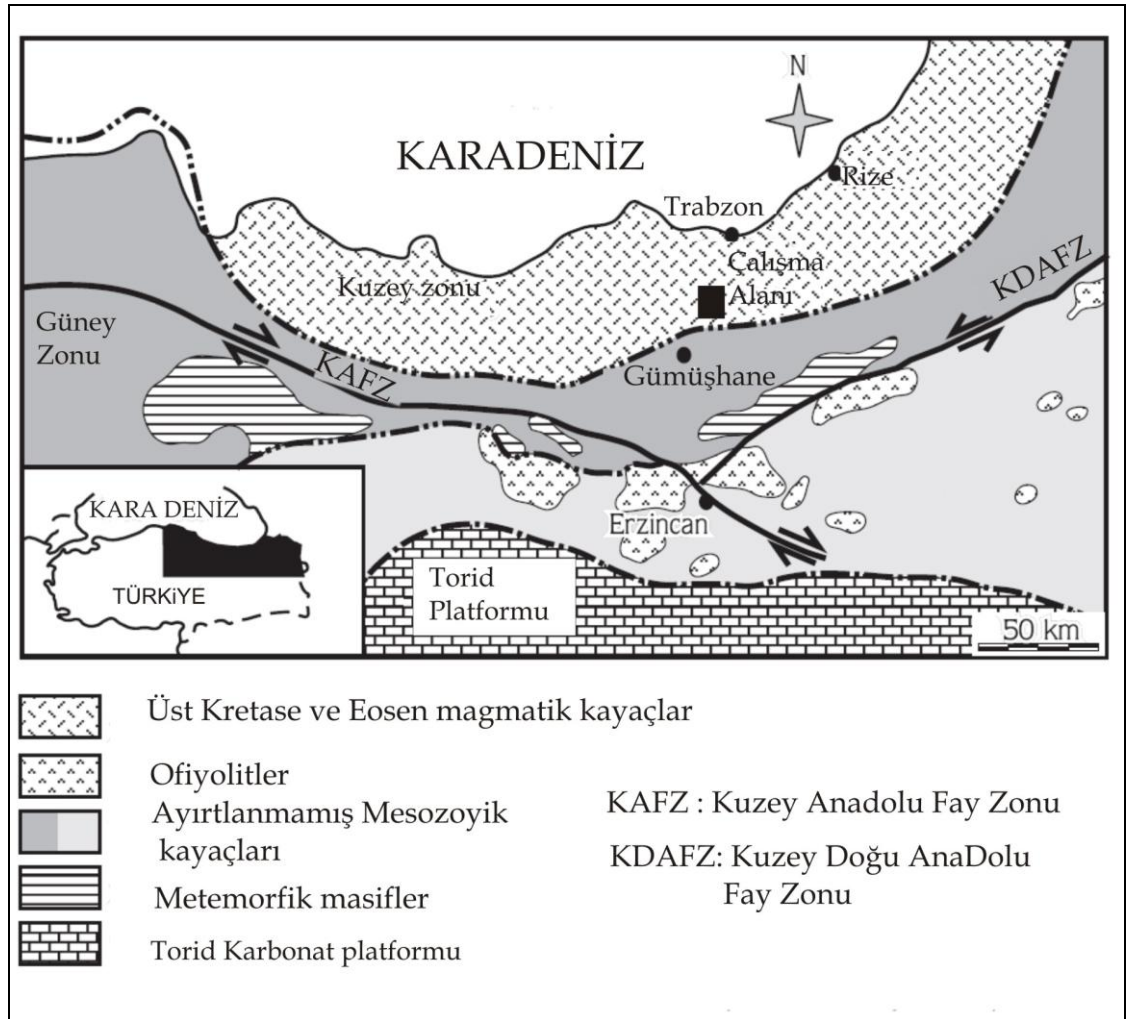 N
KARADENİZ
Rize
Trabzon
Çalışma
Alanı
Kuzey zonu
KDAFZ
Güney
Zonu
KAFZ
Gümüşhane
KARA DENİZ
TÜRKiYE
Erzincan
Torid
Platformu
50 km
Üst Kretase ve Eosen magmatik kayaçlar
Ofiyolitler
Ayırtlanmamış Mesozoyik
kayaçları
Metemorfik masifler
Torid Karbonat platformu
KAFZ : Kuzey Anadolu Fay Zonu
KDAFZ: Kuzey Doğu AnaDolu
Fay Zonu